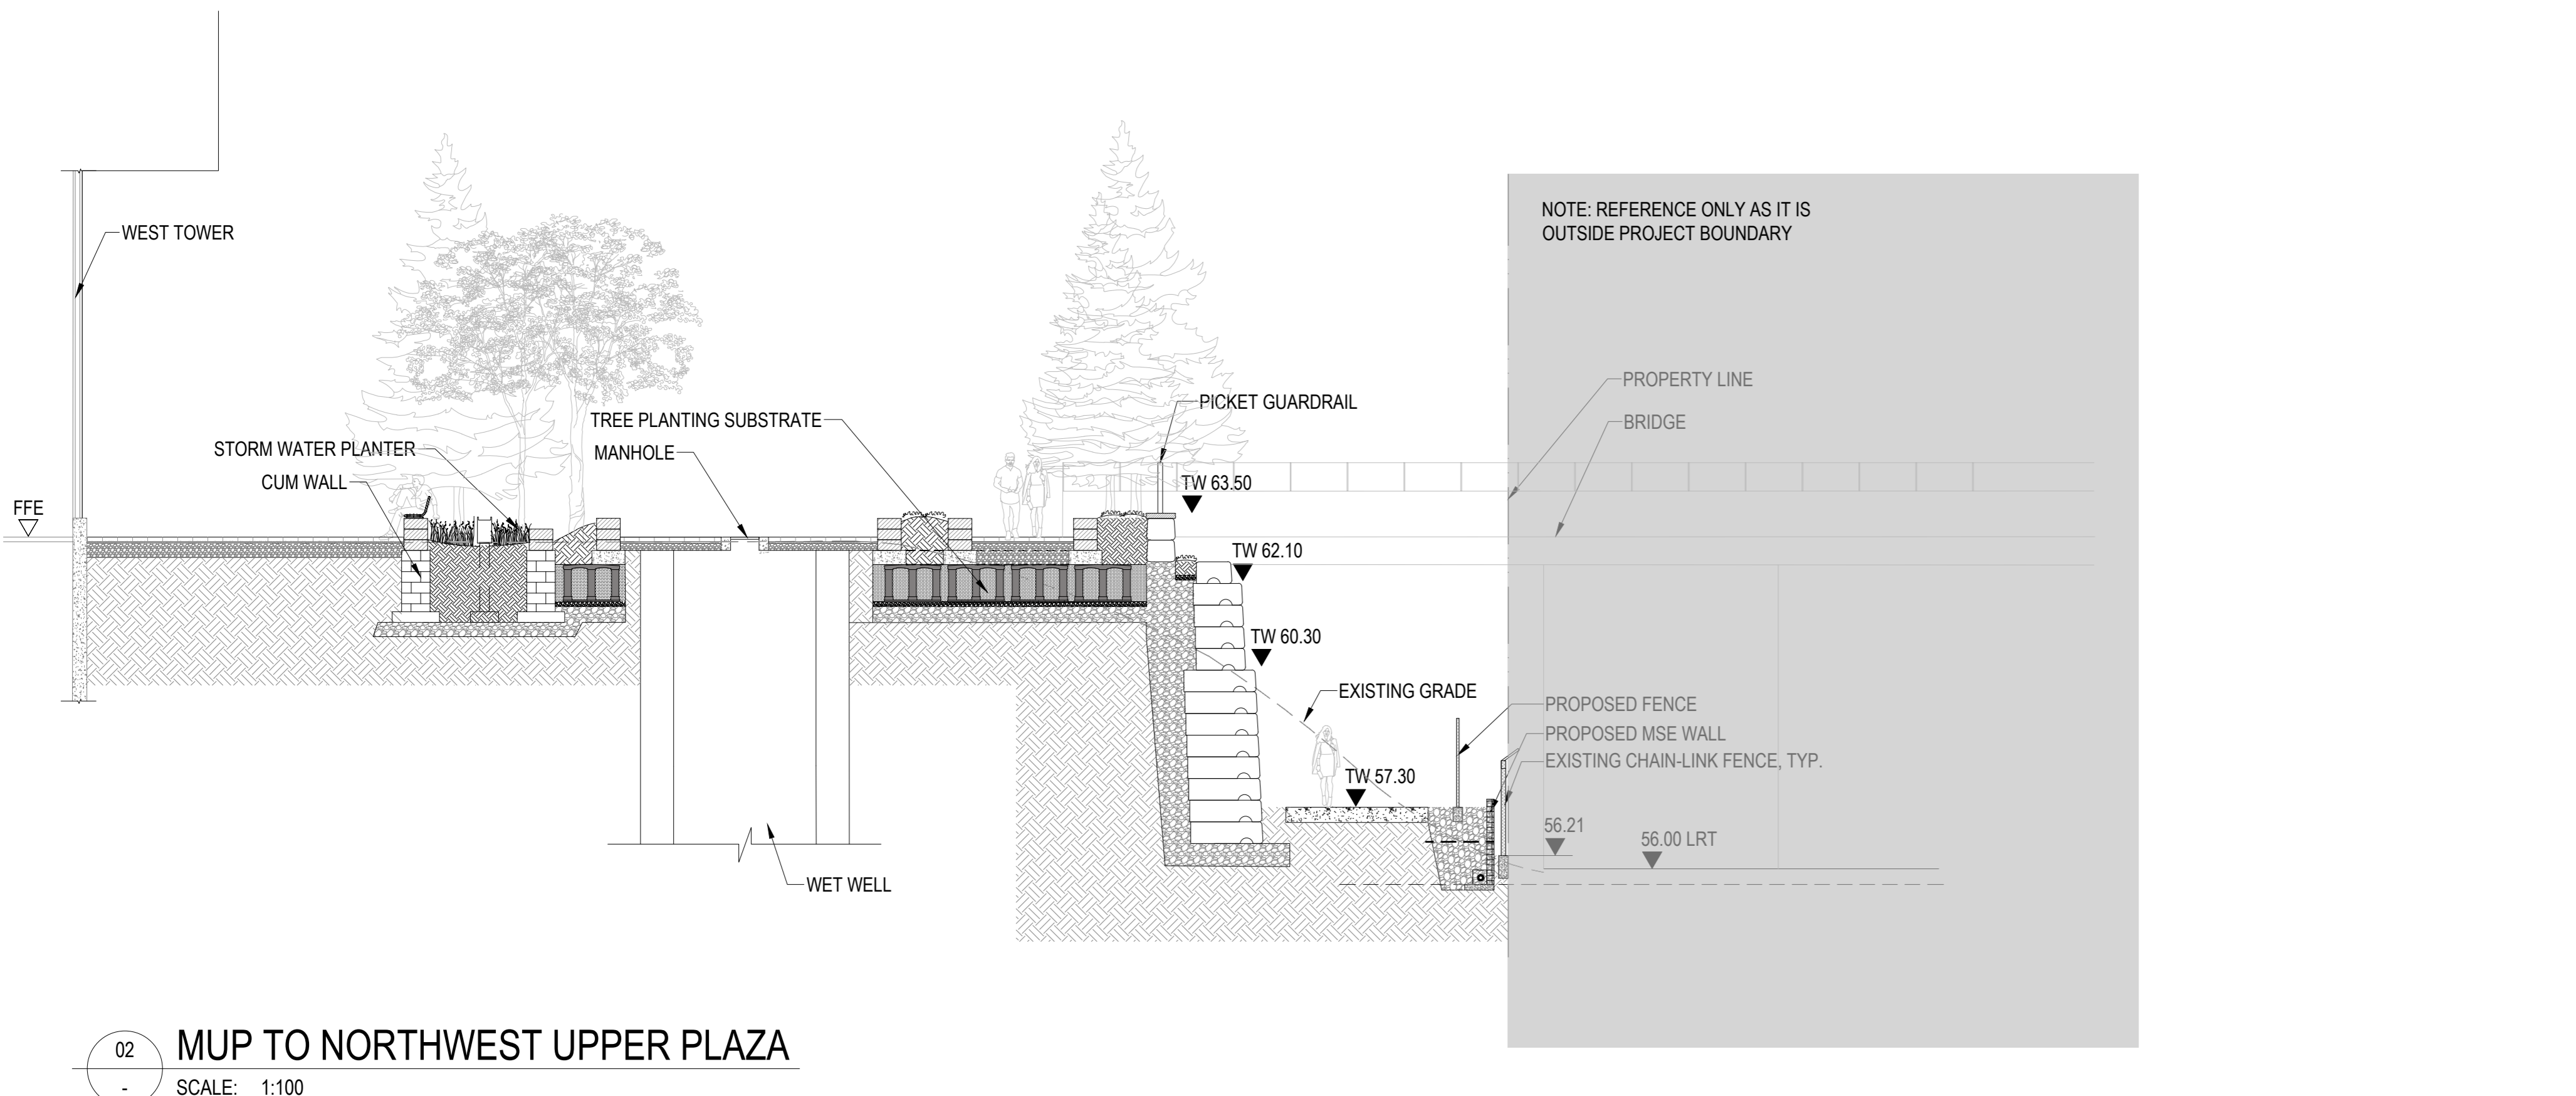 NOTE: REFERENCE ONLY AS IT IS
OUTSIDE PROJECT BOUNDARY
WEST TOWER
PROPERTY LINE
PICKET GUARDRAIL
TREE PLANTING SUBSTRATE
BRIDGE
STORM WATER PLANTER
MANHOLE
CUM WALL
TW 63.50
FFE
TW 62.10
TW 60.30
EXISTING GRADE
PROPOSED FENCE
PROPOSED MSE WALL
EXISTING CHAIN-LINK FENCE, TYP.
TW 57.30
56.21
56.00 LRT
WET WELL
02
MUP TO NORTHWEST UPPER PLAZA
-
SCALE: 1:100